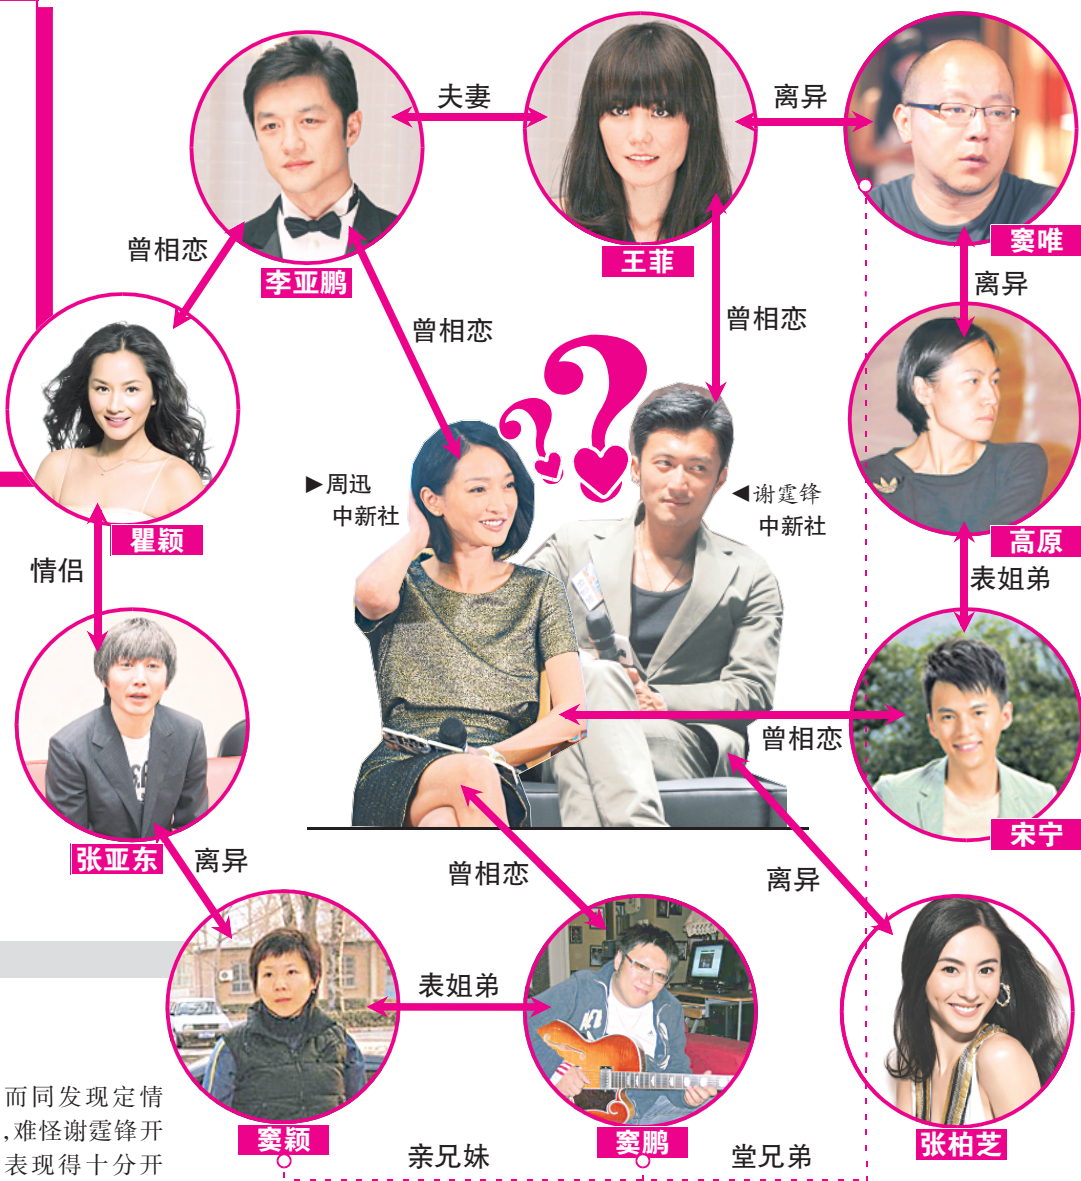 夫妻
离异
曾相恋
李亚鹏
王菲
窦唯
离异
曾相恋
曾相恋
??
瞿颖
▶周迅
中新社
◀谢霆锋
中新社
高原
情侣
表姐弟
曾相恋
宋宁
张亚东
离异
曾相恋
离异
表姐弟
而同发现定情
,难怪谢霆锋开
表现得十分开
窦颖
窦鹏
张柏芝
亲兄妹
堂兄弟